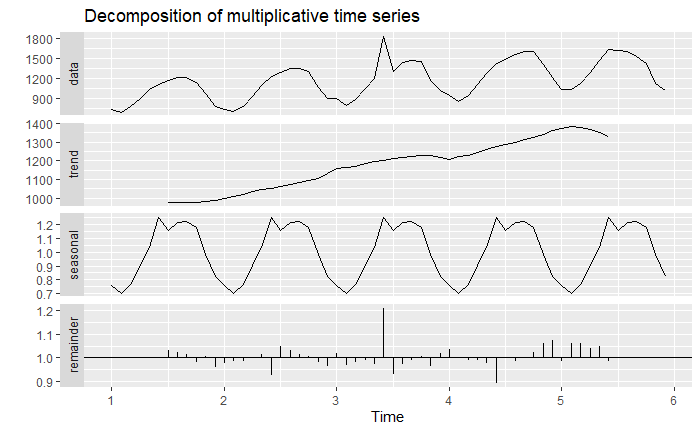 Decomposition of multiplicative time series
1800
1500
1200
900
data
1400
1300
1200
1100
1000
trend
1.2
1.1
1.0
0.9
0.8
0.7
seasonal
1.2
1.1
1.0
0.9
remainder
1 2 3 4 5 6
Time